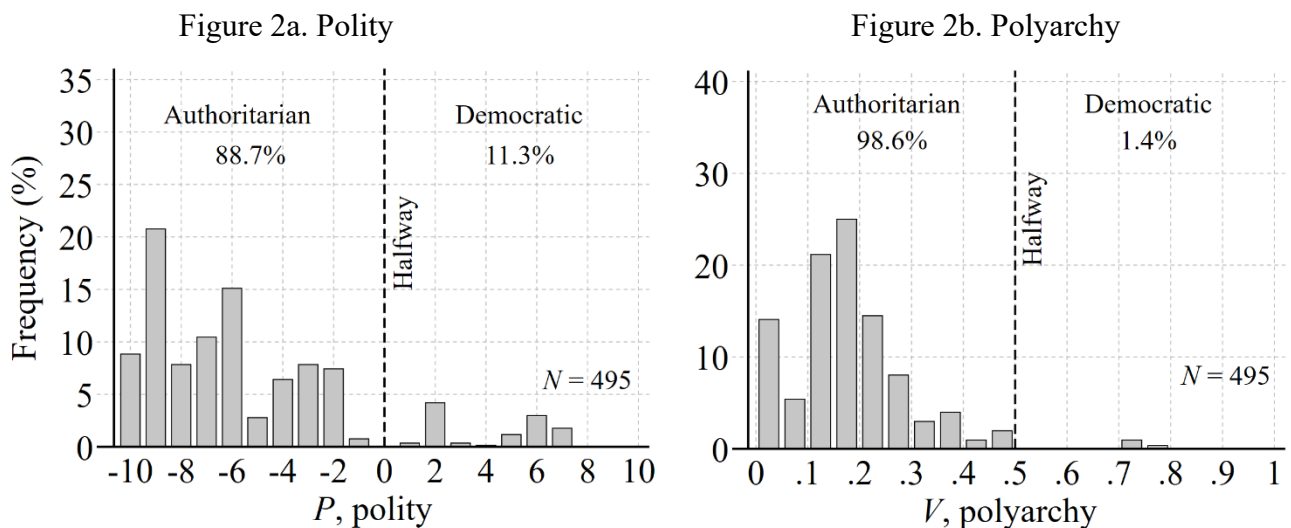 Figure 2a. Polity
35
30
25
20
15
10
5
0
Frequency (%)
Authoritarian
88.7%
Democratic
11.3%
Halfway
N = 495
-10 -8 -6 -4 -2 0 2 4 6 8 10
P, polity
Figure 2b. Polyarchy
40
30
20
10
0
Authoritarian
98.6%
Democratic
1.4%
Halfway
N = 495
0 .1 .2 .3 .4 .5 .6 .7 .8 .9 1
V, polyarchy